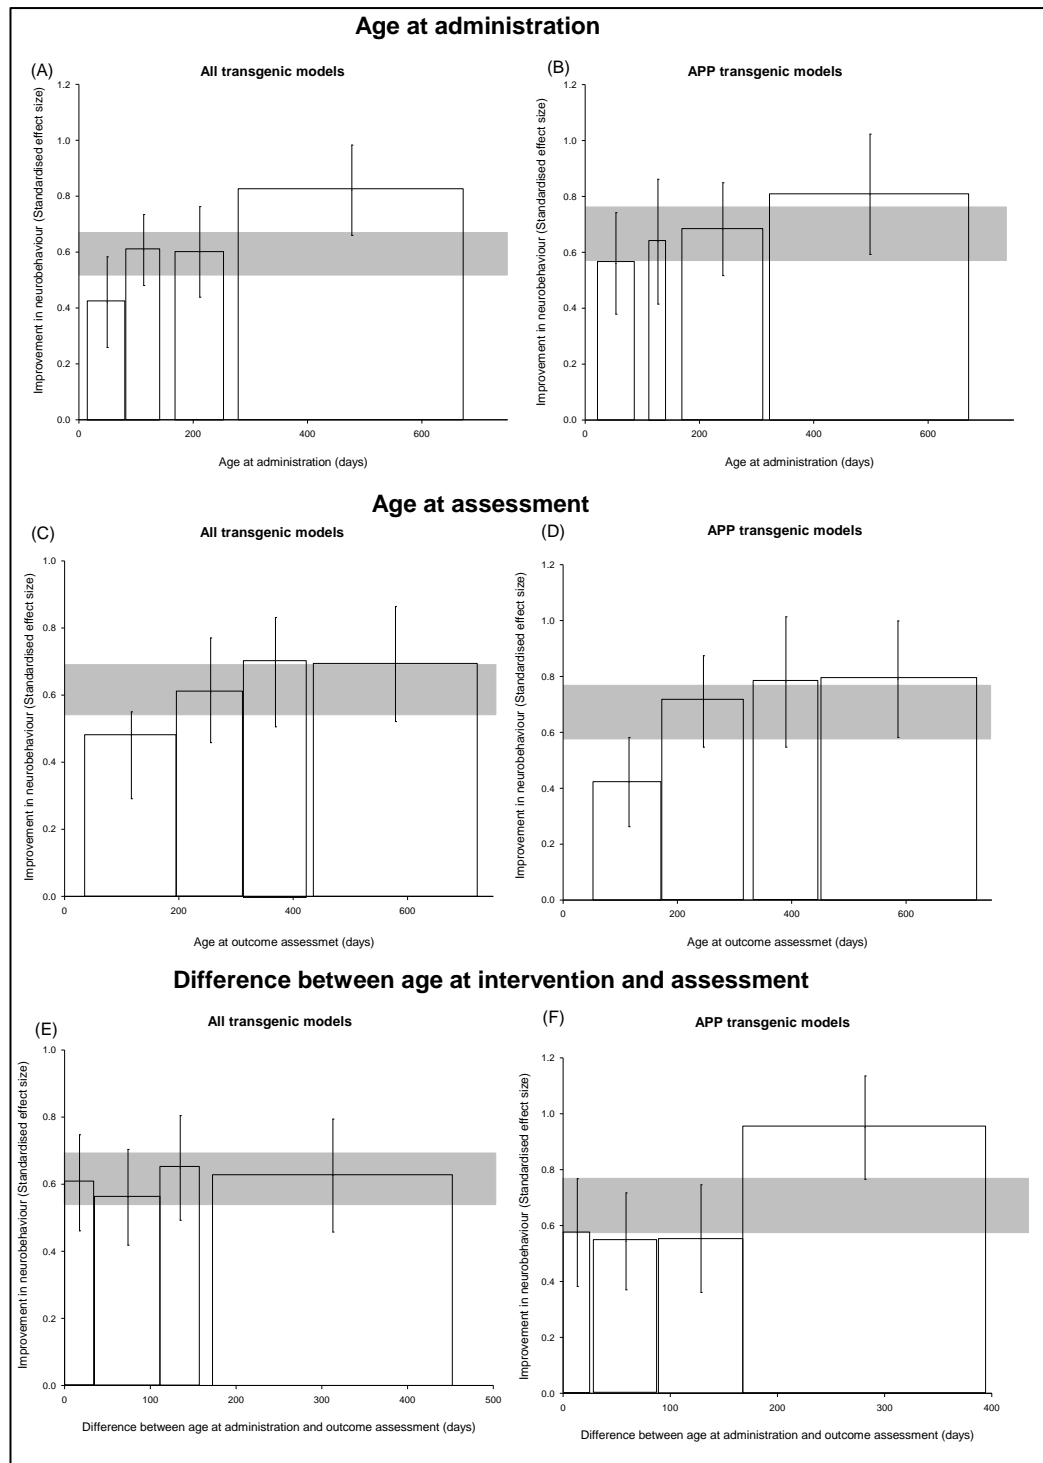 Age at administration
(A)
All transgenic models
Improvement in neurobehaviour (Standardised effect size)
1.2
1.0
0.8
0.6
0.4
0.2
0.0
0
200
400
600
Age at administration (days)
(B)
APP transgenic models
Improvement in neurobehaviour (Standardised effect size)
1.2
1.0
0.8
0.6
0.4
0.2
0.0
0
200
400
600
Age at administration (days)
Age at assessment
(C)
All transgenic models
Improvement in neurobehaviour (Standardised effect size)
1.0
0.8
0.6
0.4
0.2
0.0
0
200
400
600
Age at outcome assessmet (days)
(D)
APP transgenic models
Improvement in neurobehaviour (Standardised effect size)
1.2
1.0
0.8
0.6
0.4
0.2
0.0
0
200
400
600
Age at outcome assessmet (days)
Difference between age at intervention and assessment
(E)
All transgenic models
Improvement in neurobehaviour (Standardised effect size)
1.0
0.8
0.6
0.4
0.2
0.0
0
100
200
300
400
500
Difference between age at administration and outcome assessment (days)
(F)
APP transgenic models
Improvement in neurobehaviour (Standardised effect size)
1.2
1.0
0.8
0.6
0.4
0.2
0.0
0
100
200
300
400
Difference between age at administration and outcome assessment (days)